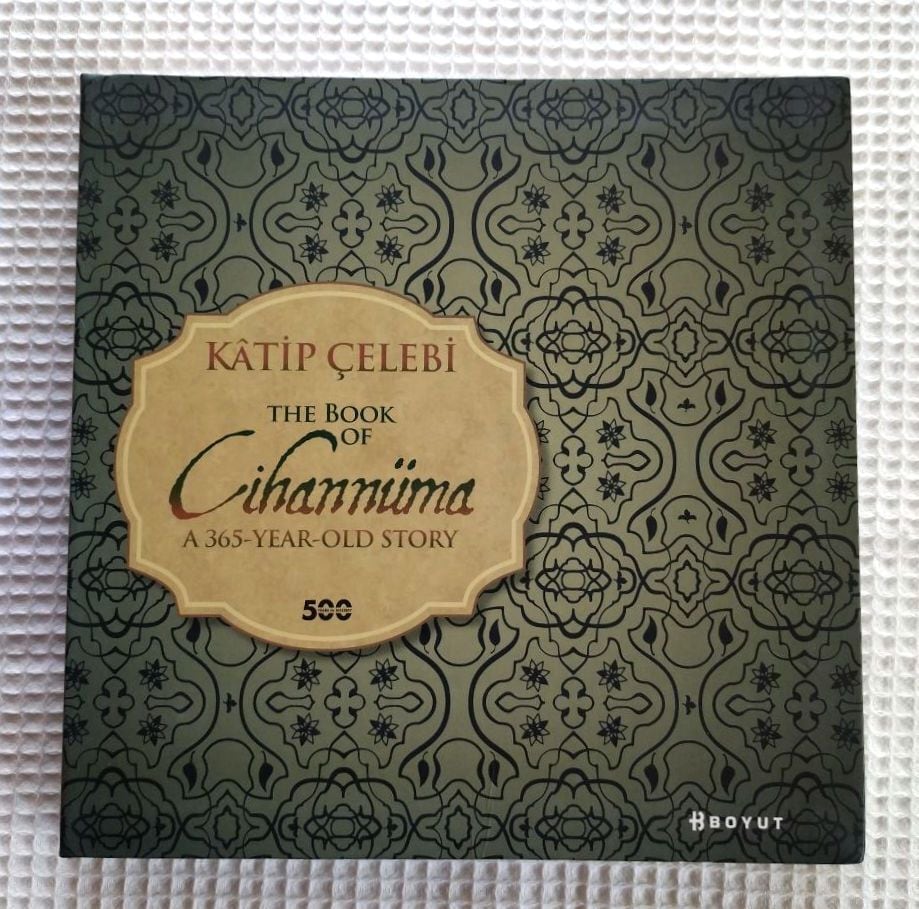 KÂTİP ÇELEBİ
THE BOOK
OF
Cihannüma
A 365-YEAR-OLD STORY
500
BOYUT